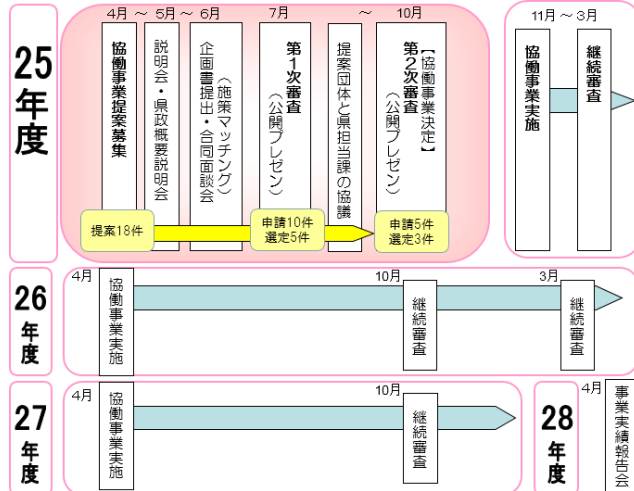 25年度
4月 ～ 5月 ～ 6月
7月
～
10月
協働事業提案募集
説明会・県政概要説明会
企画書提出・合同面談会
（施策マッチング）
第1次審査
（公開プレゼン）
提案団体と県担当課の協議
【協働事業決定】
第2次審査
（公開プレゼン）
提案18件
申請10件
選定5件
申請5件
選定3件
11月 ～ 3月
協働事業実施
継続審査
26年度
4月
協働事業実施
10月
継続審査
3月
継続審査
27年度
4月
協働事業実施
10月
継続審査
28年度
4月
事業実績報告会